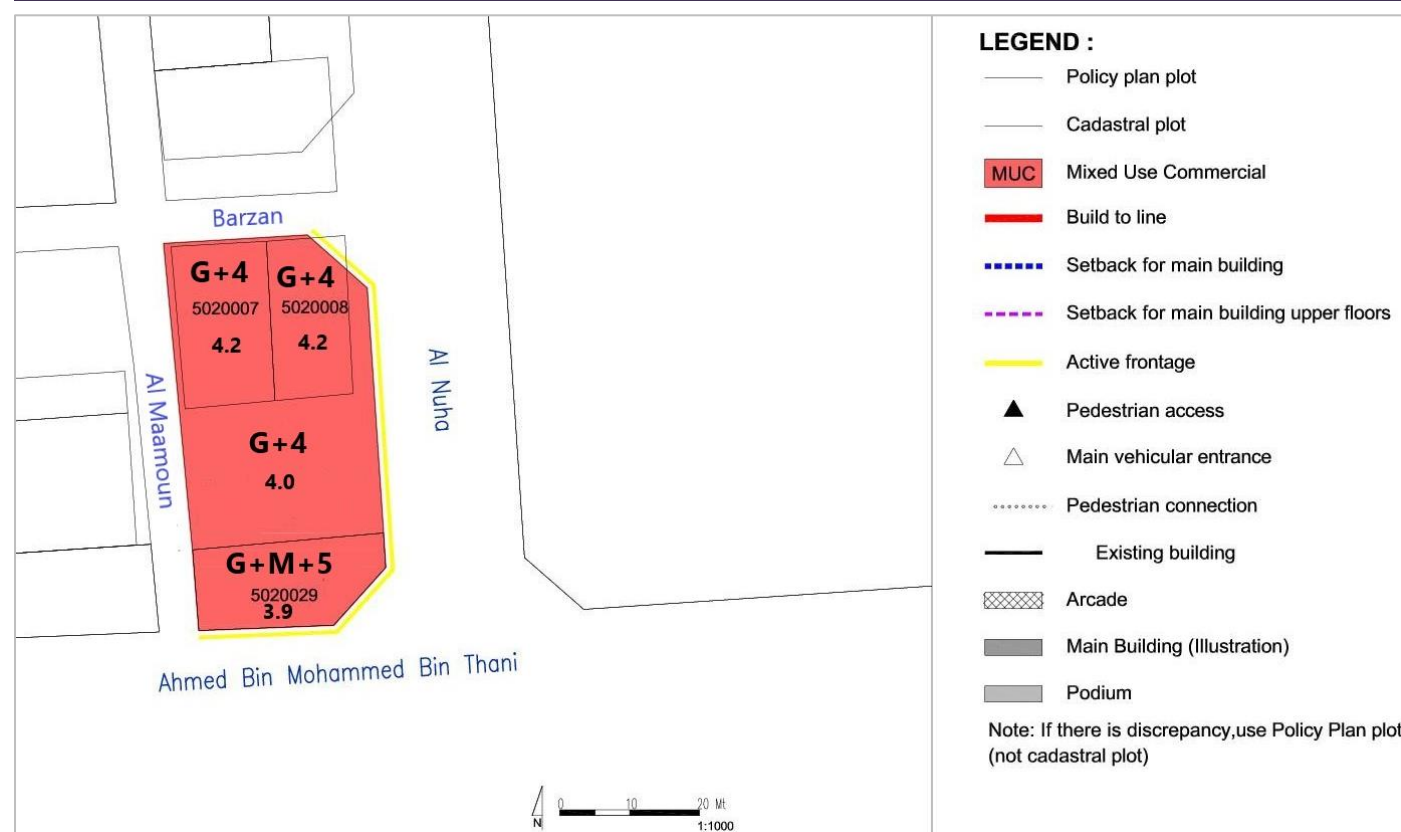 Barzan
G+4
5020007
4.2
G+4
5020008
4.2
Al Maamoun
Al Nuha
G+4
4.0
G+M+5
5020029
3.9
Ahmed Bin Mohammed Bin Thani
N
0 10 20 Mt
1:1000
LEGEND :
Policy plan plot
Cadastral plot
MUC Mixed Use Commercial
Build to line
Setback for main building
Setback for main building upper floors
Active frontage
Pedestrian access
Main vehicular entrance
Pedestrian connection
Existing building
Arcade
Main Building (Illustration)
Podium
Note: If there is discrepancy,use Policy Plan plot
(not cadastral plot)